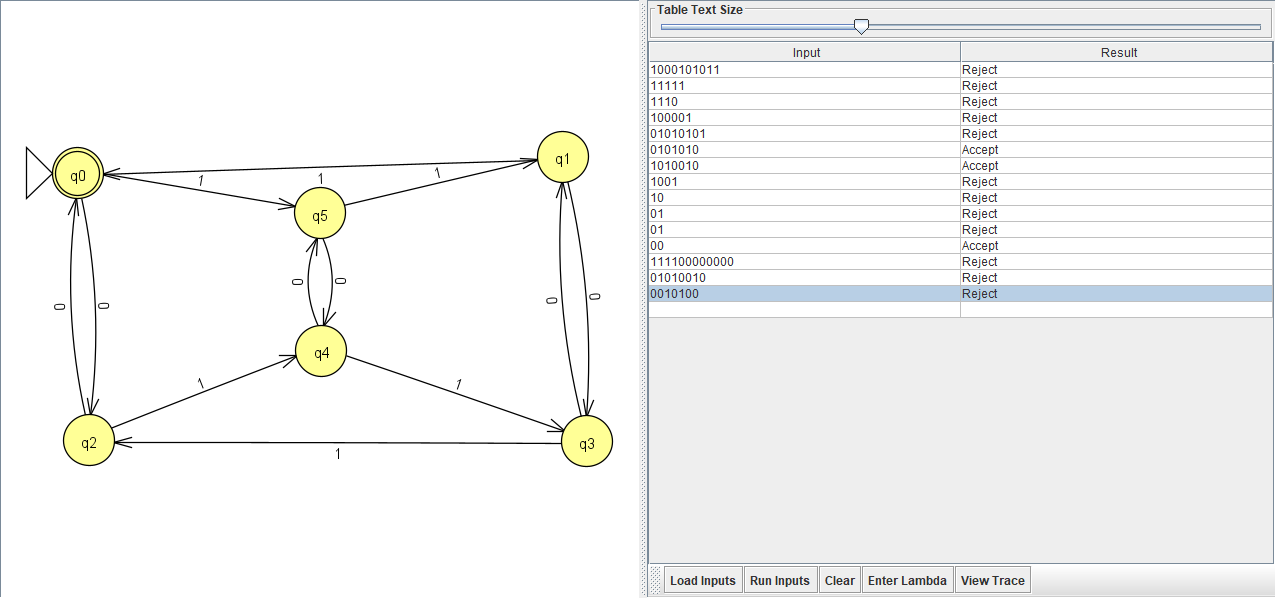 q0
1
1
1
q1
q5
0
0
0
0
0
0
q4
1
1
q2
q3
1
Table Text Size
Input Result
1000101011 Reject
11111 Reject
1110 Reject
100001 Reject
01010101 Reject
0101010 Accept
1010010 Accept
1001 Reject
10 Reject
01 Reject
01 Reject
00 Accept
111100000000 Reject
01010010 Reject
0010100 Reject
Load Inputs Run Inputs Clear Enter Lambda View Trace